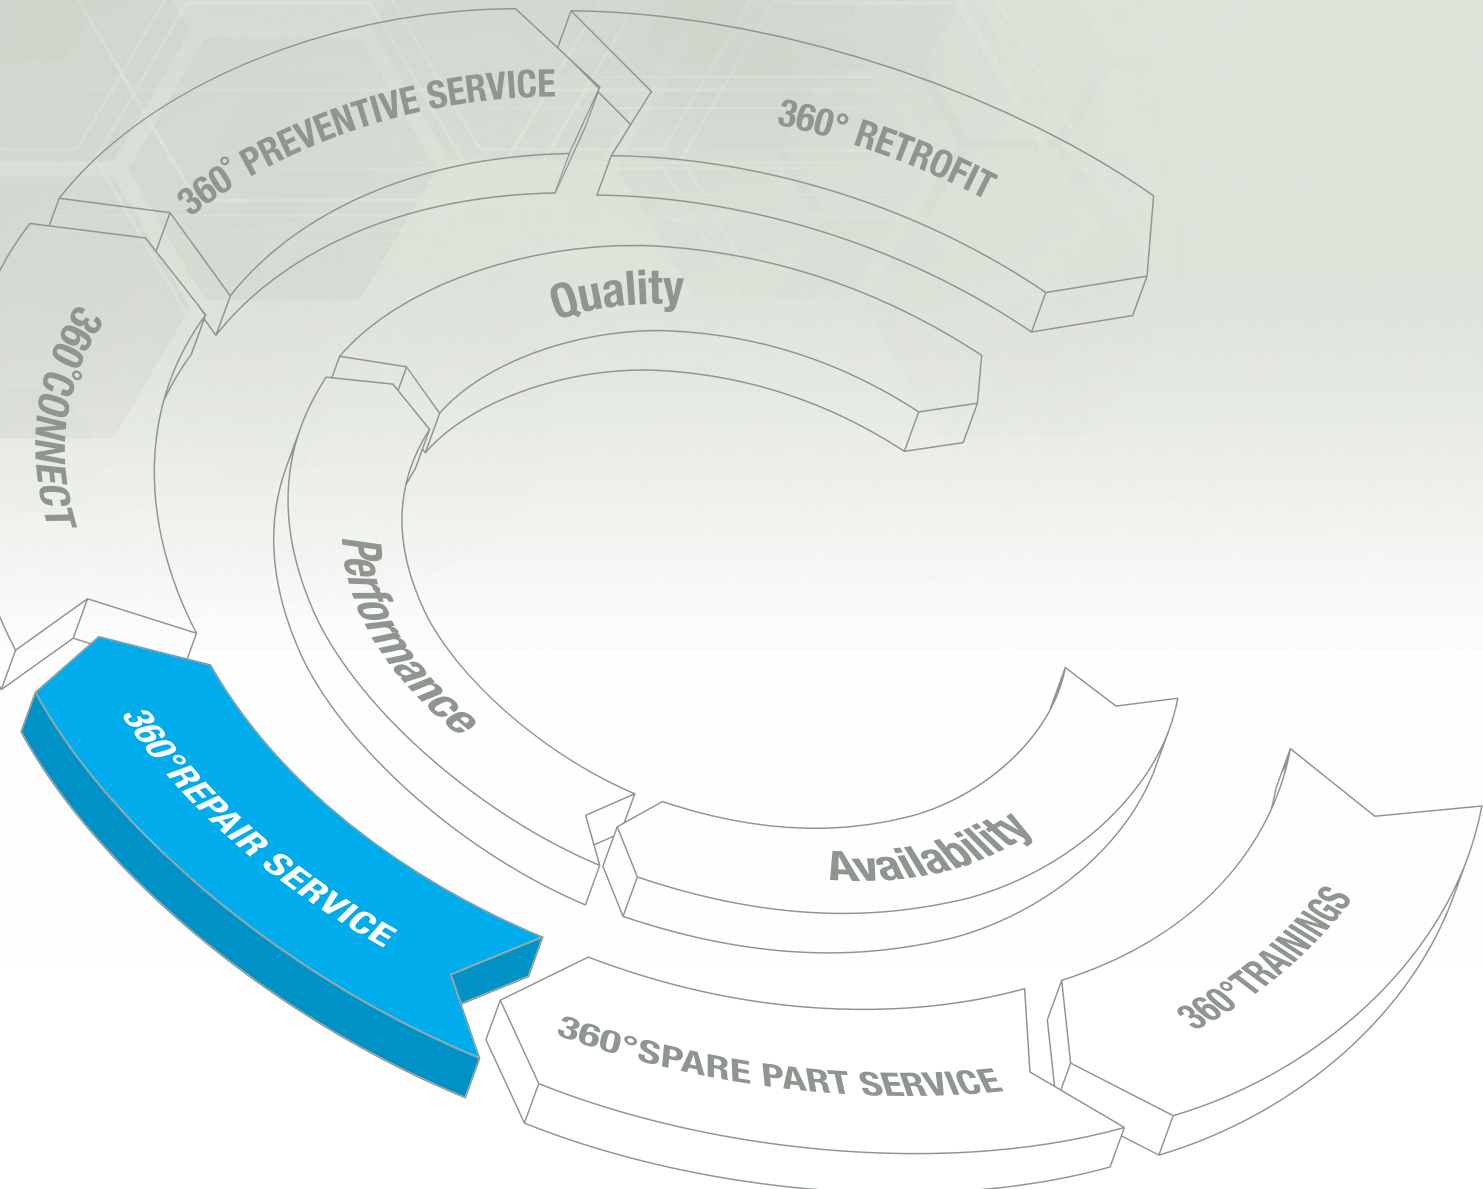 360° PREVENTIVE SERVICE
360° RETROFIT
Quality
360°CONNECT
Performance
360°REPAIR SERVICE
Availability
360°TRAININGS
360°SPARE PART SERVICE